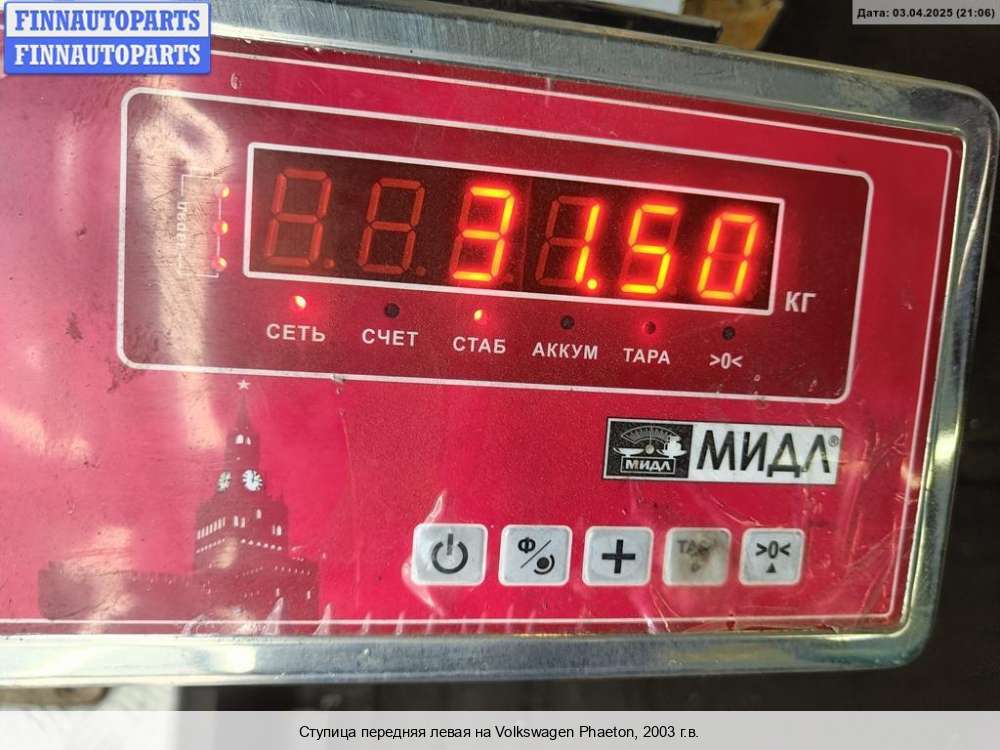 FINNAUTOPARTS
FINNAUTOPARTS
Дата: 03.04.2025 (21:06)
31.50
КГ
СЕТЬ СЧЕТ СТАБ АККУМ ТАРА >0<
МИДЛ МИДЛ®
Ф
+
>0<
Ступица передняя левая на Volkswagen Phaeton, 2003 г.в.